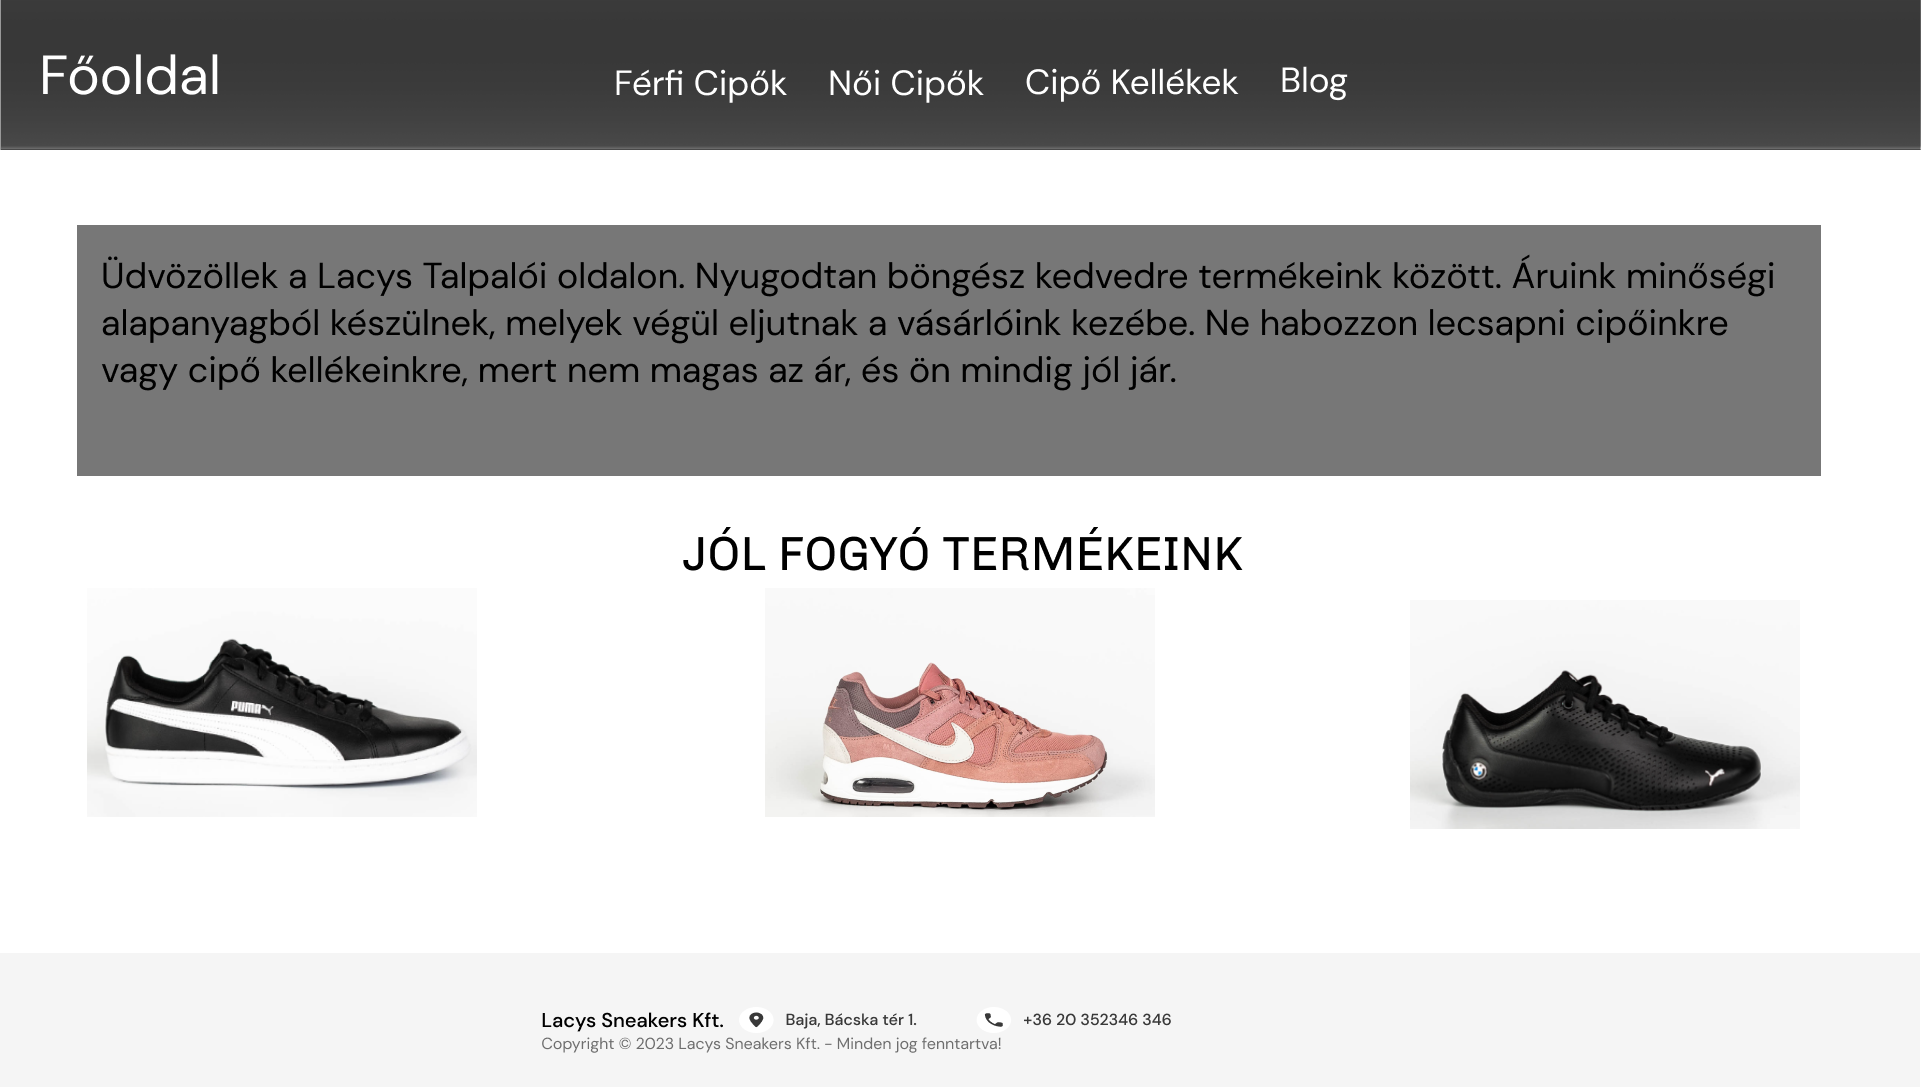 Főoldal
Férfi Cipők Női Cipők Cipő Kellékek Blog
Üdvözöllek a Lacys Talpalói oldalon. Nyugodtan böngész kedvedre termékeink között. Áruink minőségi
alapanyagból készülnek, melyek végül eljutnak a vásárlóink kezébe. Ne habozzon lecsapni cipőinkre
vagy cipő kellékeinkre, mert nem magas az ár, és ön mindig jól jár.
JÓL FOGYÓ TERMÉKEINK
PUMA
Lacys Sneakers Kft. Baja, Bácska tér 1. +36 20 352346 346
Copyright © 2023 Lacys Sneakers Kft. - Minden jog fenntartva!